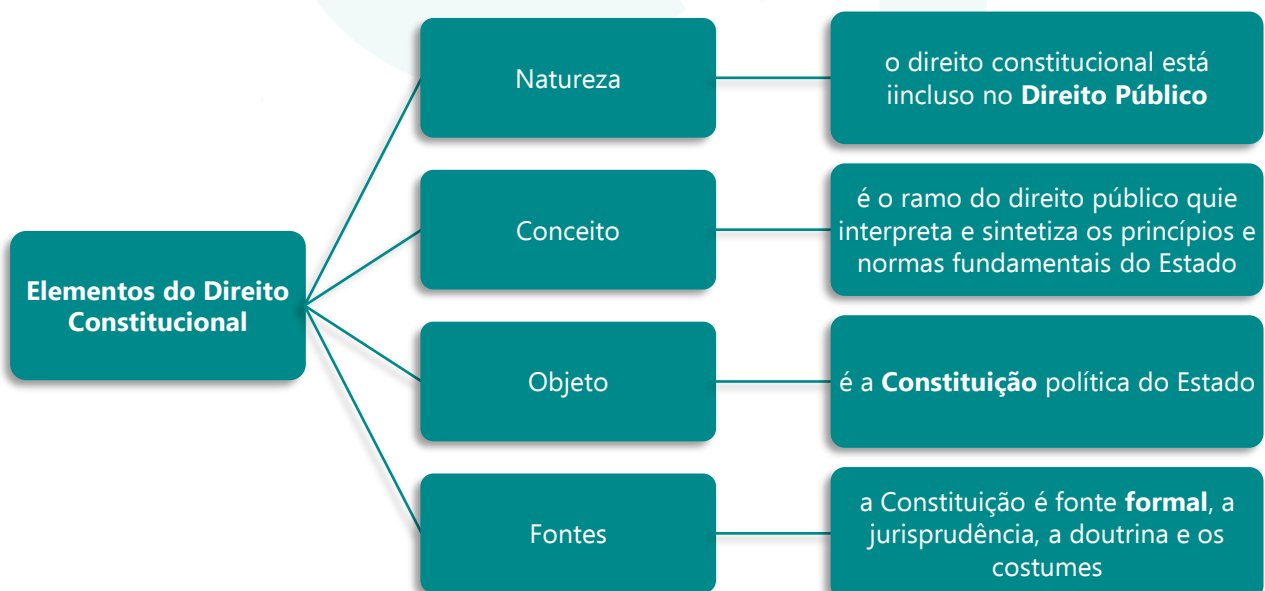 Elementos do Direito
Constitucional
Natureza
o direito constitucional está
iincluso no Direito Público
Conceito
é o ramo do direito público quie
interpreta e sintetiza os princípios e
normas fundamentais do Estado
Objeto
é a Constituição política do Estado
Fontes
a Constituição é fonte formal, a
jurisprudência, a doutrina e os
costumes